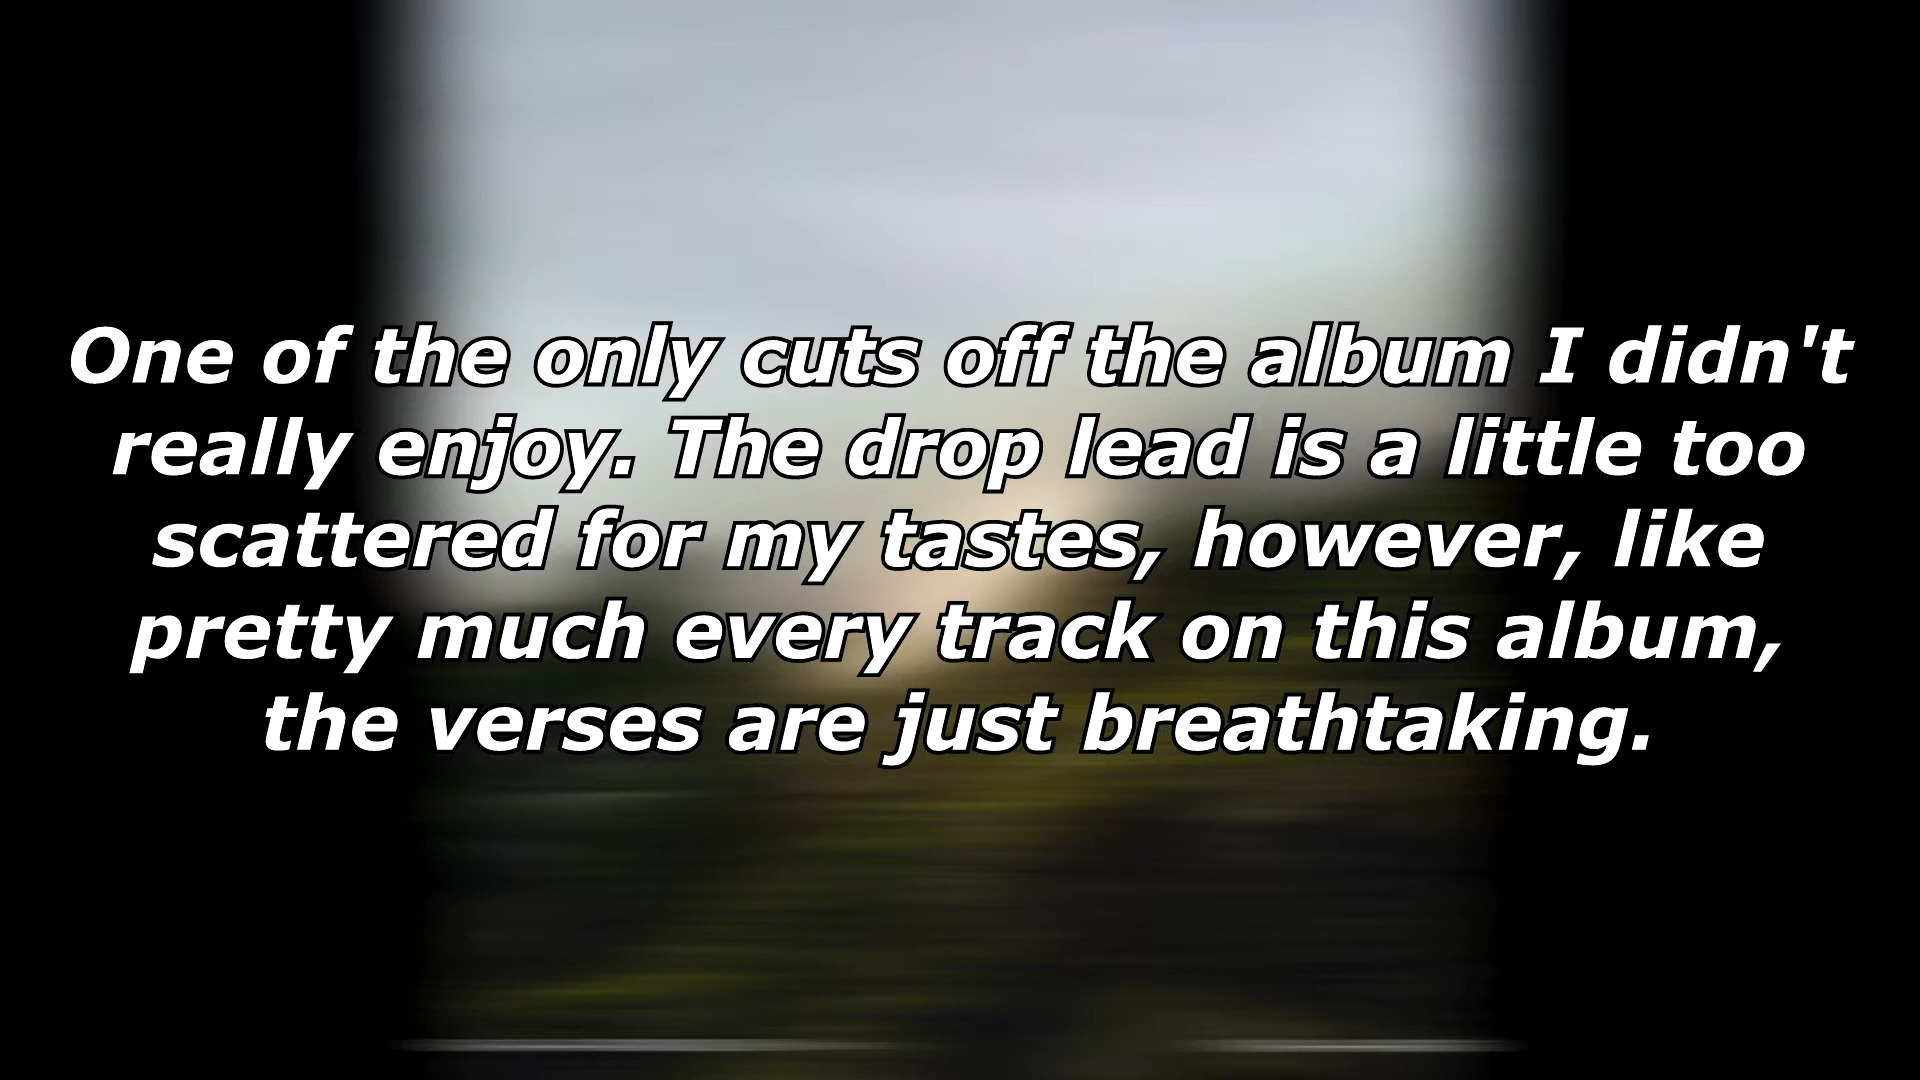 One of the only cuts off the album I didn't
really enjoy. The drop lead is a little too
scattered for my tastes, however, like
pretty much every track on this album,
the verses are just breathtaking.